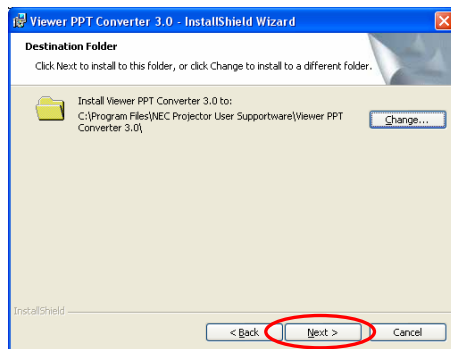 Viewer PPT Converter 3.0 - InstallShield Wizard
Destination Folder
Click Next to install to this folder, or click Change to install to a different folder.
Install Viewer PPT Converter 3.0 to:
C:\Program Files\NEC Projector User Supportware\Viewer PPT
Converter 3.0\
Change...
InstallShield
< Back Next > Cancel